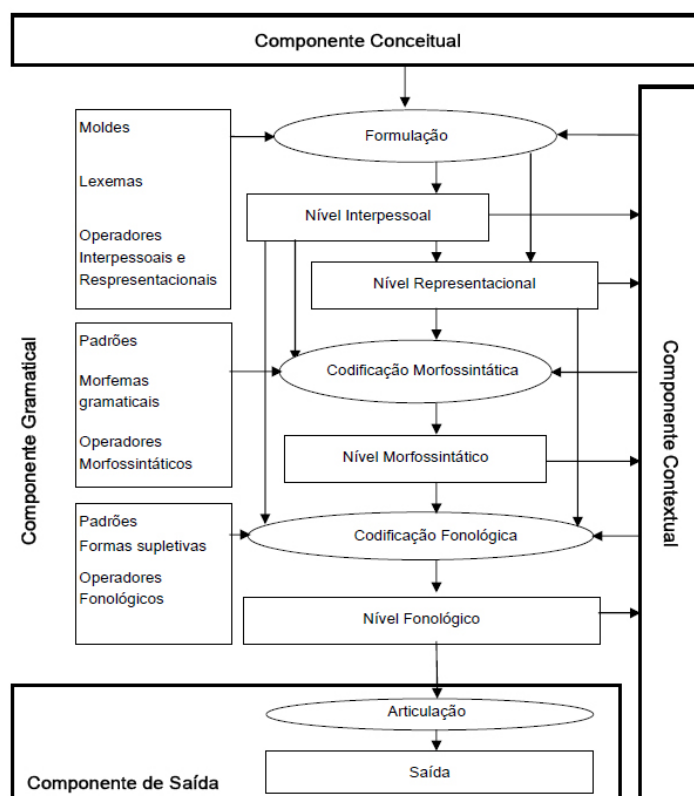 Componente Conceitual
Moldes
Formulação
Lexemas
Nível Interpessoal
Operadores
Interpessoais e
Respresentacionais
Nível Representacional
Padrões
Codificação Morfossintática
Morfemas
gramaticais
Operadores
Morfossintáticos
Nível Morfossintático
Componente Gramatical
Componente Contextual
Padrões
Formas supletivas
Codificação Fonológica
Operadores
Fonológicos
Nível Fonológico
Articulação
Saída
Componente de Saída